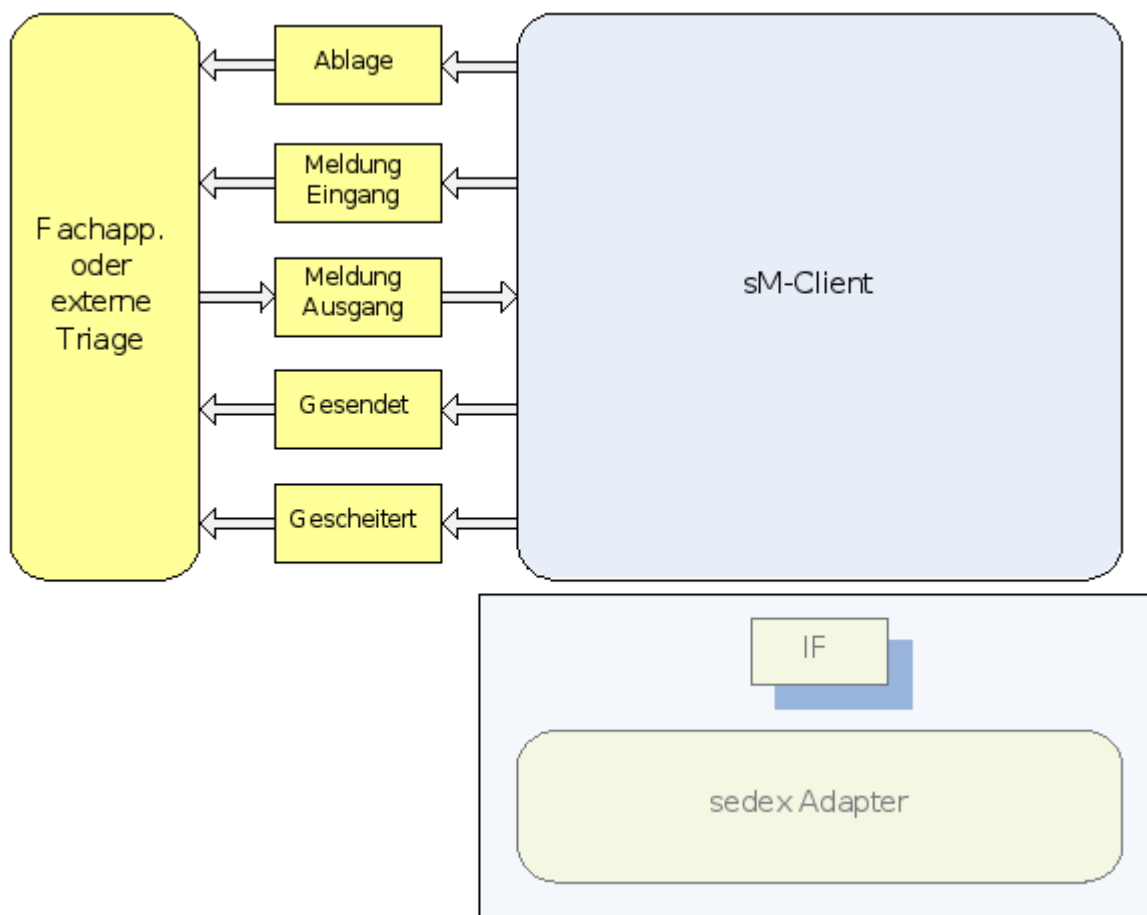 Ablage
Meldung
Eingang
Fachapp.
oder
externe
Triage
Meldung
Ausgang
sM-Client
Gesendet
Gescheitert
IF
sedex Adapter